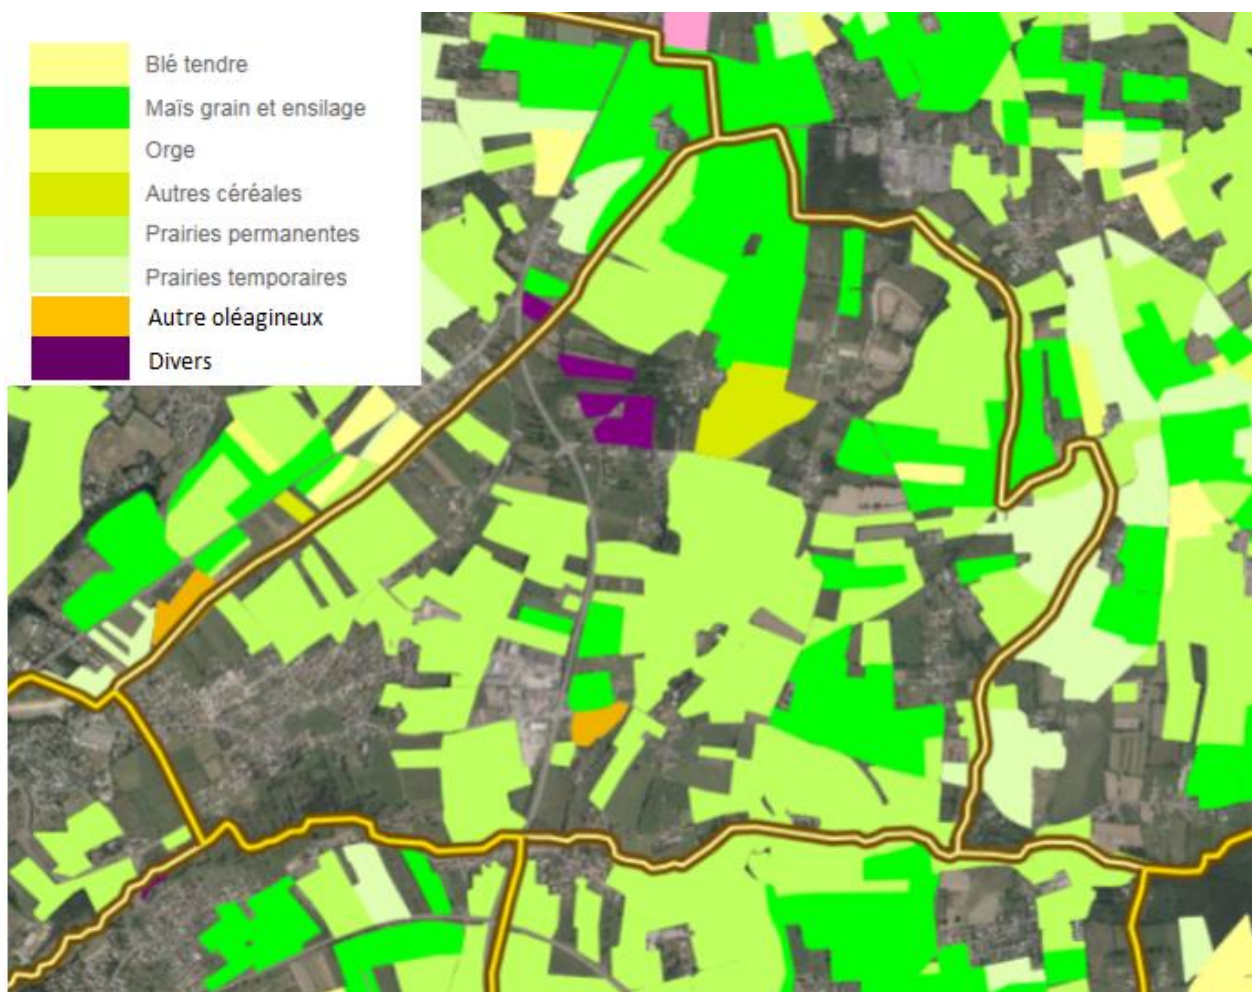 Blé tendre
Maïs grain et ensilage
Orge
Autres céréales
Prairies permanentes
Prairies temporaires
Autre oléagineux
Divers